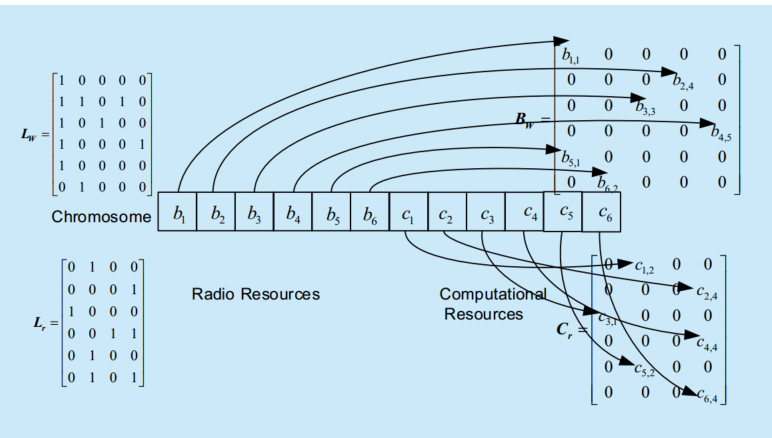 L_W =
1 0 0 0 0
1 1 0 1 0
1 0 1 0 0
1 0 0 0 1
1 0 0 0 0
0 1 0 0 0
B_W =
b_{1,1} 0 0 0 0
0 0 0 b_{2,4} 0
0 0 b_{3,3} 0 0
0 0 0 0 b_{4,5}
b_{5,1} 0 0 0 0
0 b_{6,2} 0 0 0
Chromosome b_1 b_2 b_3 b_4 b_5 b_6 c_1 c_2 c_3 c_4 c_5 c_6
L_r =
0 1 0 0
0 0 0 1
1 0 0 0
0 0 1 1
0 1 0 0
0 1 0 1
Radio Resources
Computational
Resources
C_r =
0 c_{1,2} 0 0
0 0 0 c_{2,4}
c_{3,1} 0 0 0
0 0 0 c_{4,4}
0 c_{5,2} 0 0
0 0 0 c_{6,4}